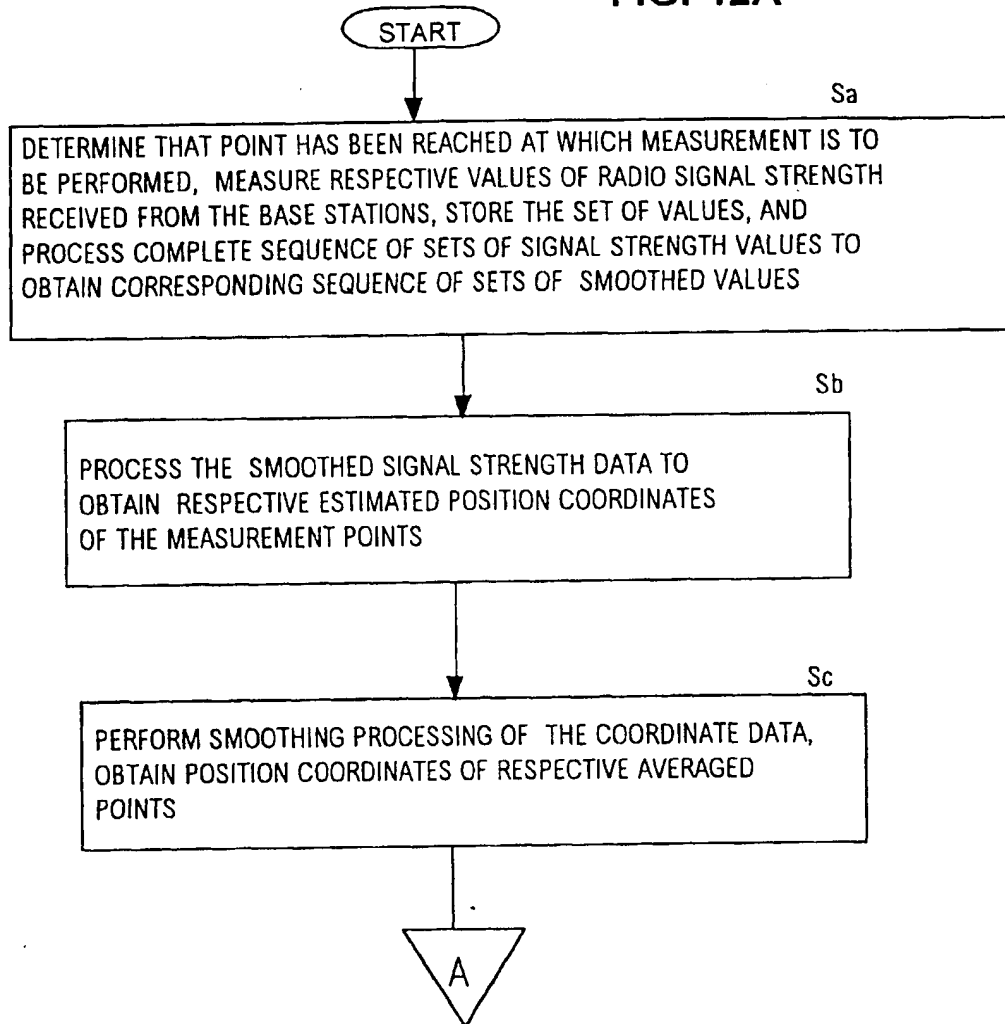 FIG. 12A
START
Sa
DETERMINE THAT POINT HAS BEEN REACHED AT WHICH MEASUREMENT IS TO
BE PERFORMED, MEASURE RESPECTIVE VALUES OF RADIO SIGNAL STRENGTH
RECEIVED FROM THE BASE STATIONS, STORE THE SET OF VALUES, AND
PROCESS COMPLETE SEQUENCE OF SETS OF SIGNAL STRENGTH VALUES TO
OBTAIN CORRESPONDING SEQUENCE OF SETS OF SMOOTHED VALUES
Sb
PROCESS THE SMOOTHED SIGNAL STRENGTH DATA TO
OBTAIN RESPECTIVE ESTIMATED POSITION COORDINATES
OF THE MEASUREMENT POINTS
Sc
PERFORM SMOOTHING PROCESSING OF THE COORDINATE DATA,
OBTAIN POSITION COORDINATES OF RESPECTIVE AVERAGED
POINTS
A